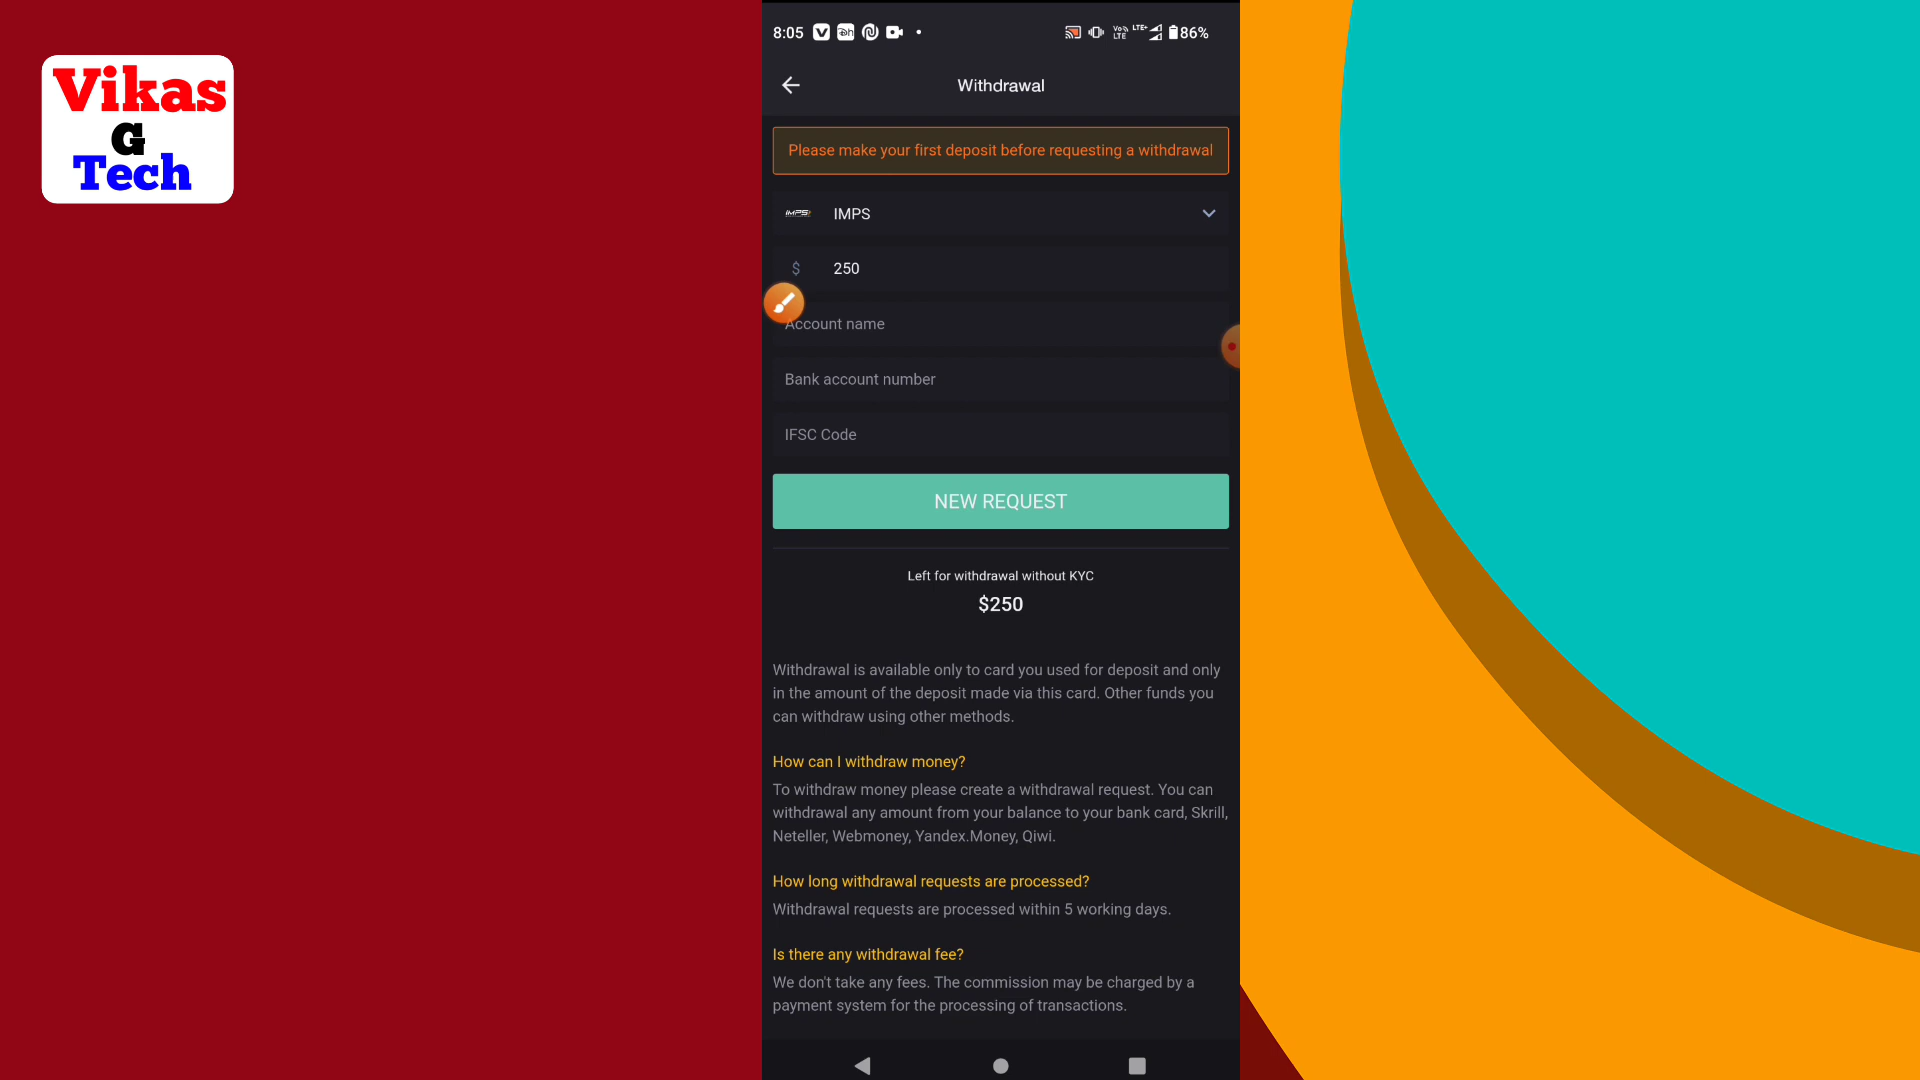 Vikas
G
Tech
8:05
Vo LTE LTE+ 86%
Withdrawal
Please make your first deposit before requesting a withdrawal
IMPS IMPS
$ 250
Account name
Bank account number
IFSC Code
NEW REQUEST
Left for withdrawal without KYC
$250
Withdrawal is available only to card you used for deposit and only
in the amount of the deposit made via this card. Other funds you
can withdraw using other methods.
How can I withdraw money?
To withdraw money please create a withdrawal request. You can
withdrawal any amount from your balance to your bank card, Skrill,
Neteller, Webmoney, Yandex.Money, Qiwi.
How long withdrawal requests are processed?
Withdrawal requests are processed within 5 working days.
Is there any withdrawal fee?
We don't take any fees. The commission may be charged by a
payment system for the processing of transactions.